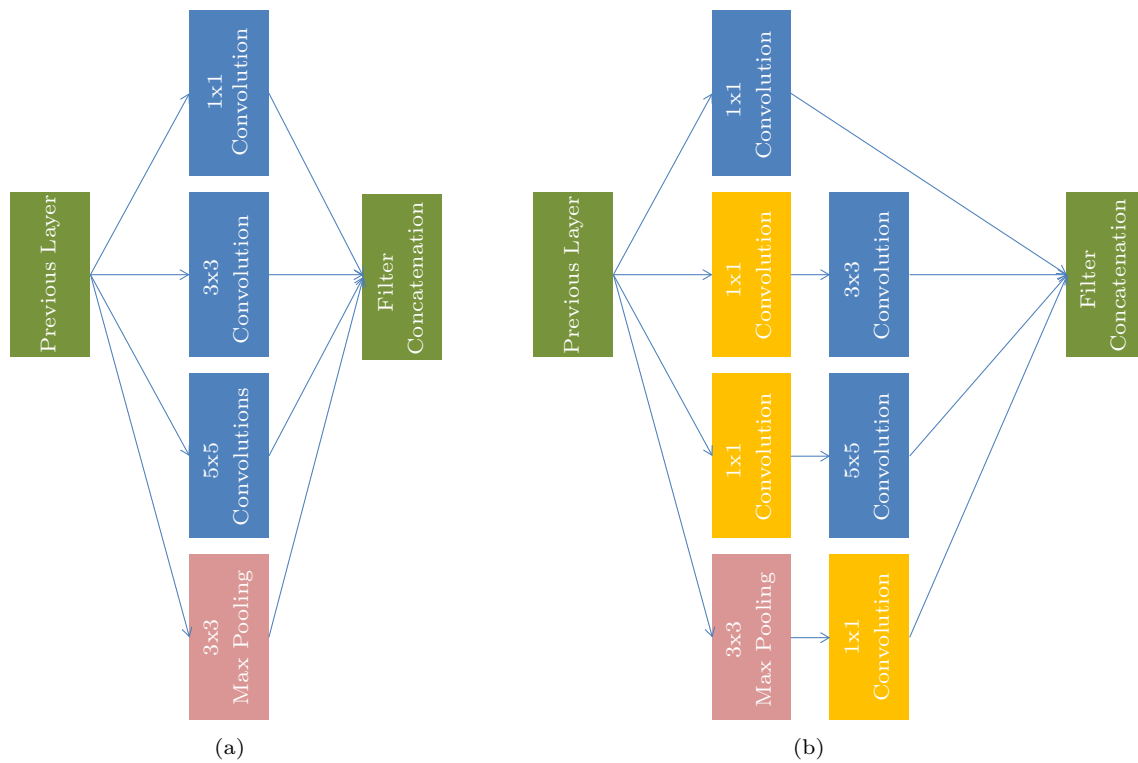 Previous Layer
1x1
Convolution
3x3
Convolution
5x5
Convolutions
3x3
Max Pooling
Filter
Concatenation
(a)
Previous Layer
1x1
Convolution
1x1
Convolution
3x3
Convolution
1x1
Convolution
5x5
Convolution
3x3
Max Pooling
1x1
Convolution
Filter
Concatenation
(b)